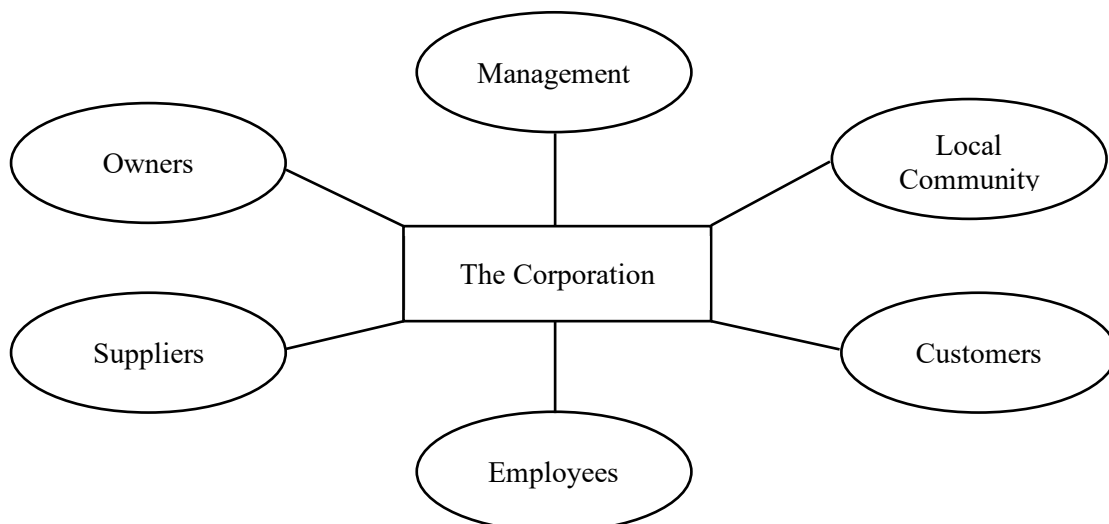 Management
Owners
Local
Community
The Corporation
Suppliers
Customers
Employees